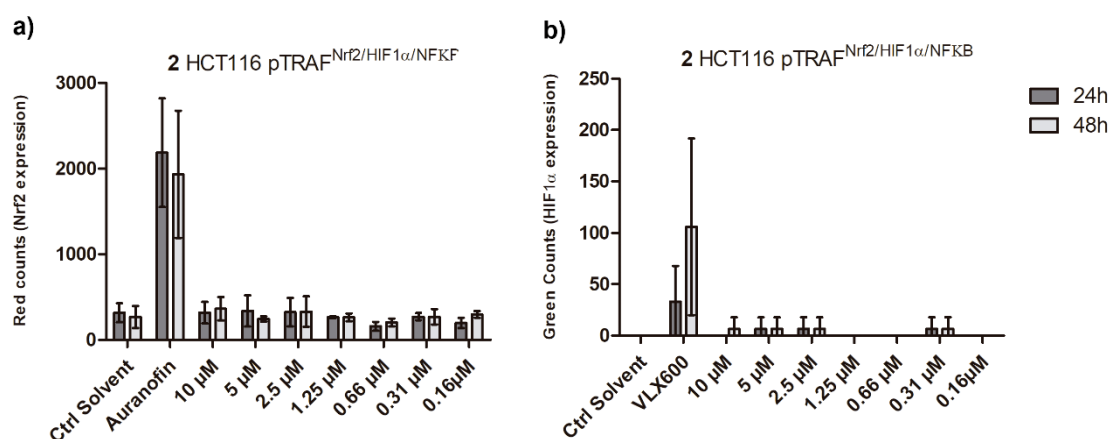 a)
2 HCT116 pTRAFNrf2/HIF1α/NFKF
Red counts (Nrf2 expression)
3000
2000
1000
0
Ctrl Solvent
Auranofin
10 µM
5 µM
2.5 µM
1.25 µM
0.66 µM
0.31 µM
0.16µM
b)
2 HCT116 pTRAFNrf2/HIF1α/NFKB
Green Counts (HIF1α expression)
250
200
150
100
50
0
Ctrl Solvent
VLX600
10 µM
5 µM
2.5 µM
1.25 µM
0.66 µM
0.31 µM
0.16 µM
24h
48h